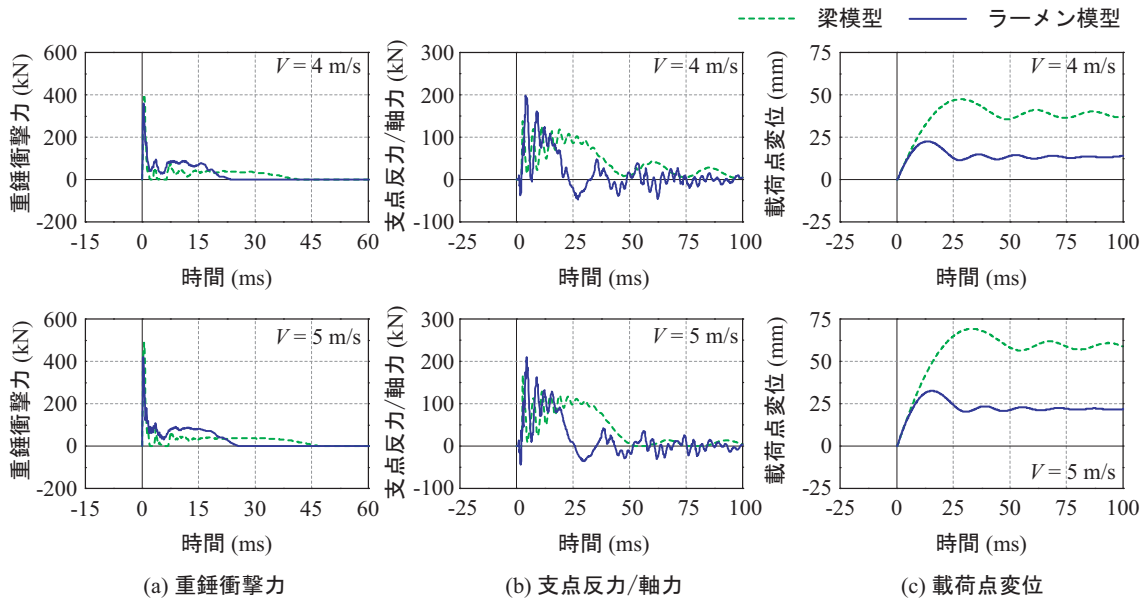 梁模型 ラーメン模型
重錘衝撃力 (kN)
600
400
200
0
-200
V = 4 m/s
-15 0 15 30 45 60
時間 (ms)
支点反力/軸力 (kN)
300
200
100
0
-100
V = 4 m/s
-25 0 25 50 75 100
時間 (ms)
載荷点変位 (mm)
75
50
25
0
-25
V = 4 m/s
-25 0 25 50 75 100
時間 (ms)
重錘衝撃力 (kN)
600
400
200
0
-200
V = 5 m/s
-15 0 15 30 45 60
時間 (ms)
支点反力/軸力 (kN)
300
200
100
0
-100
V = 5 m/s
-25 0 25 50 75 100
時間 (ms)
載荷点変位 (mm)
75
50
25
0
-25
V = 5 m/s
-25 0 25 50 75 100
時間 (ms)
(a) 重錘衝撃力
(b) 支点反力/軸力
(c) 載荷点変位